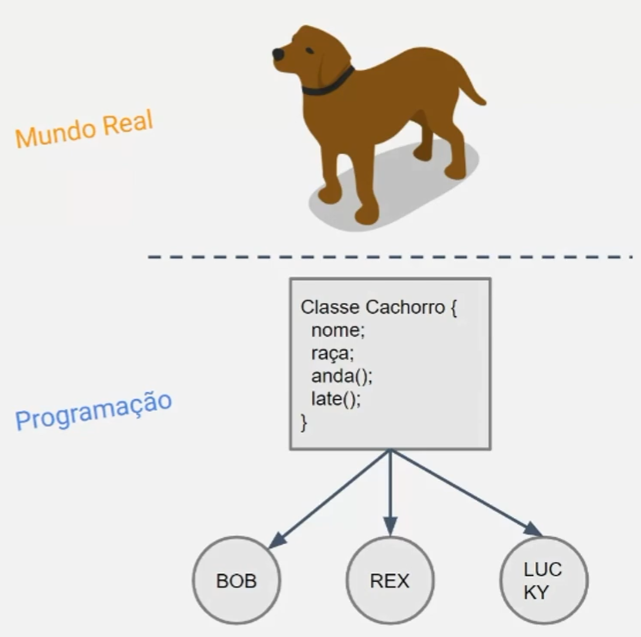 Mundo Real
Classe Cachorro {
nome;
raça;
anda();
late();
}
Programação
BOB
REX
LUC
KY